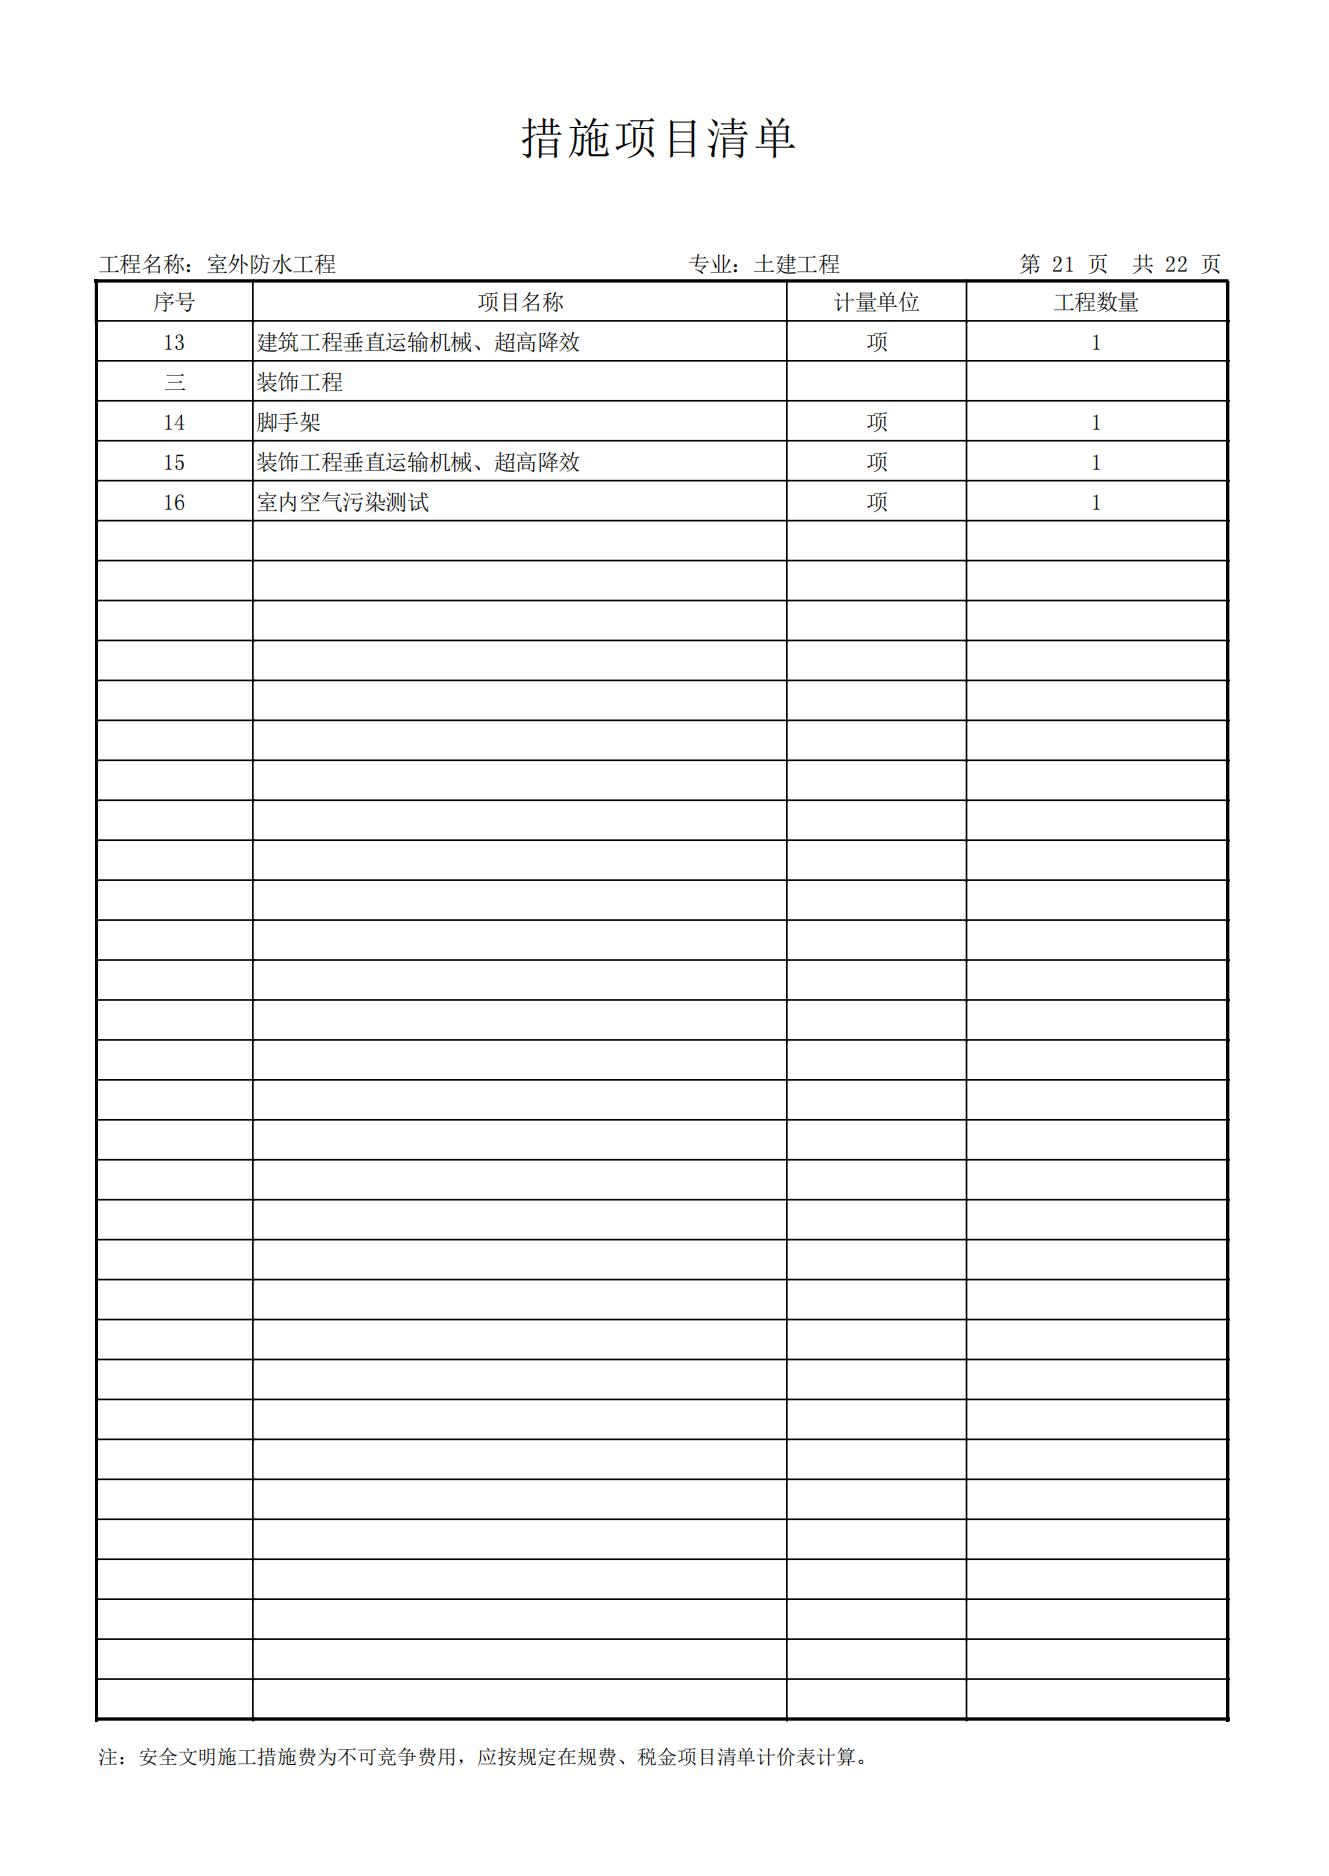 措施项目清单
工程名称：室外防水工程 专业：土建工程 第 21 页 共 22 页
序号 项目名称 计量单位 工程数量
13 建筑工程垂直运输机械、超高降效 项 1
三 装饰工程
14 脚手架 项 1
15 装饰工程垂直运输机械、超高降效 项 1
16 室内空气污染测试 项 1
注：安全文明施工措施费为不可竞争费用，应按规定在规费、税金项目清单计价表计算。